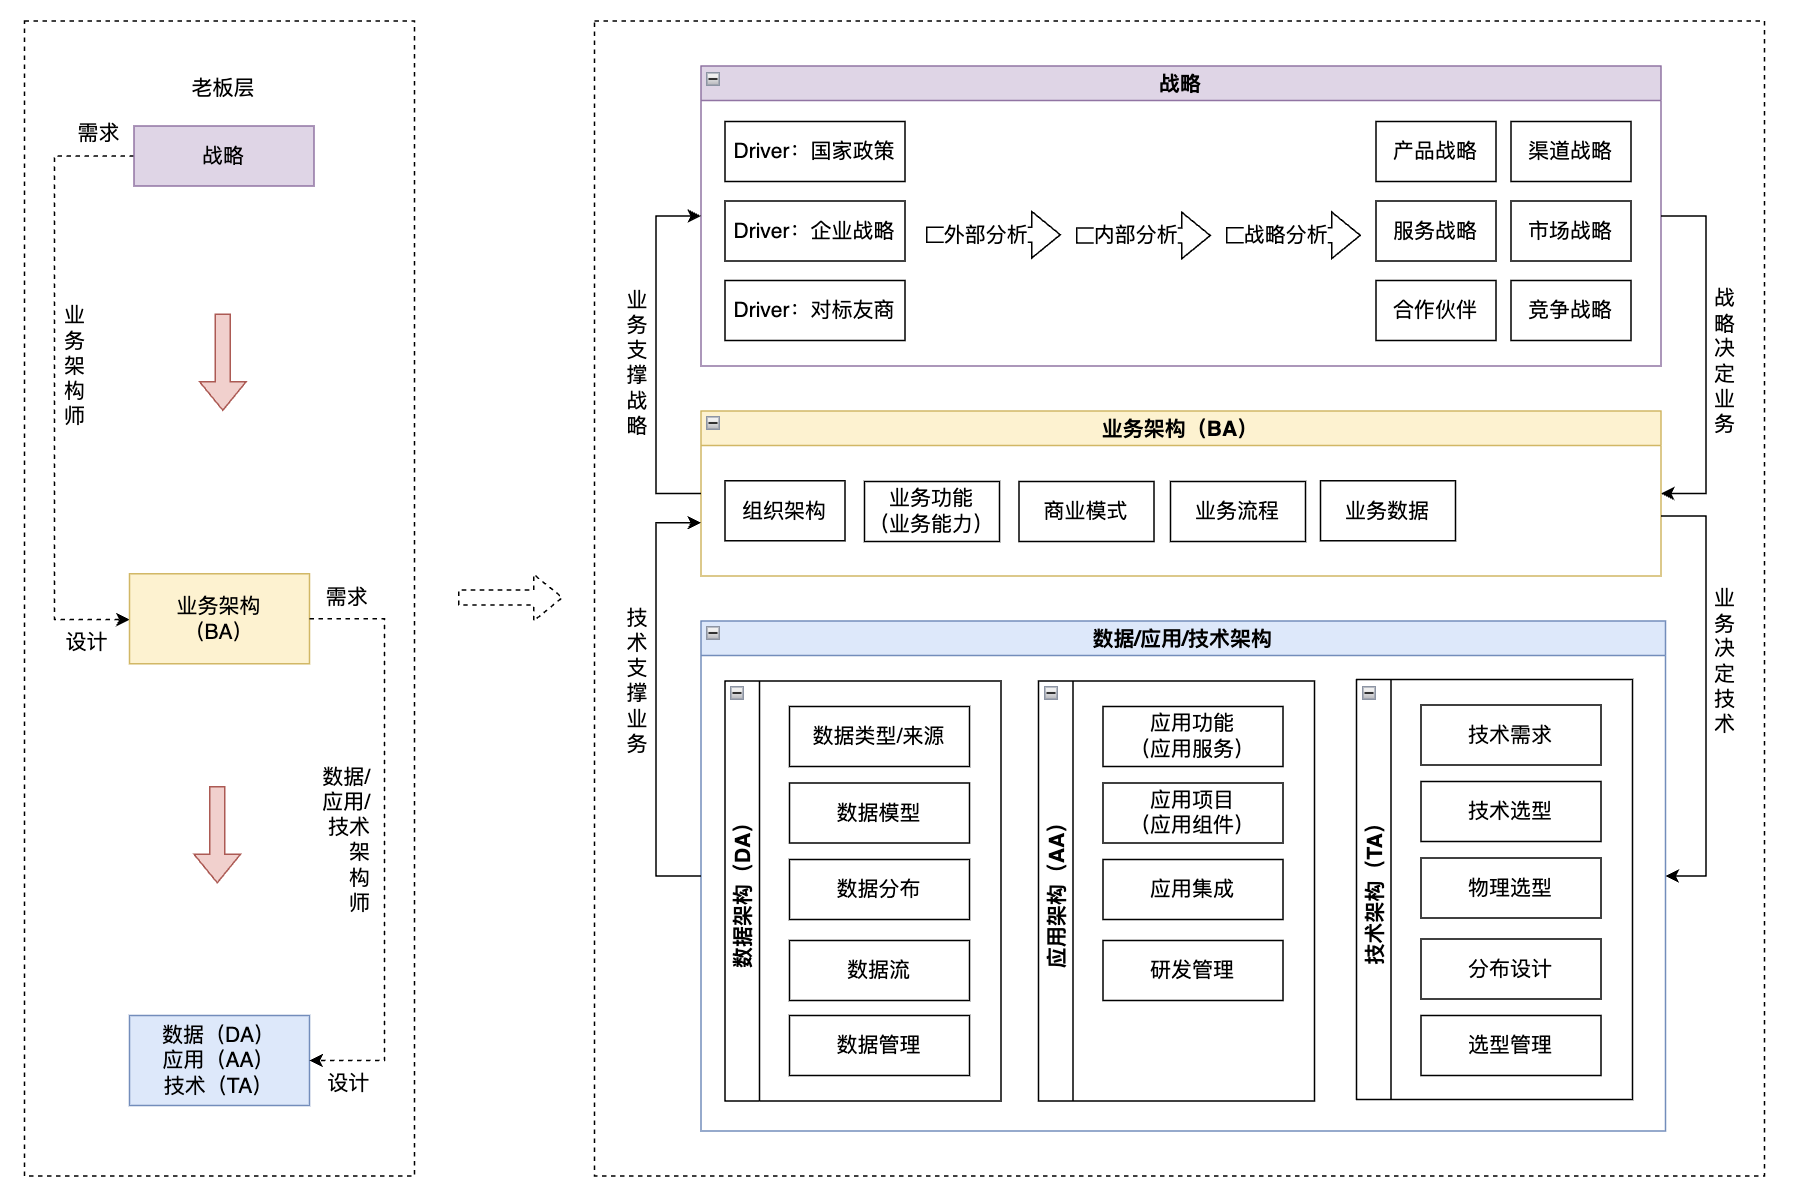 老板层
需求
战略
业务架构师
业务架构
（BA）
需求
设计
数据/
应用/
技术
架
构
师
数据（DA）
应用（AA）
技术（TA）
设计
战略
Driver：国家政策
Driver：企业战略
Driver：对标友商
外部分析
内部分析
战略分析
产品战略
渠道战略
服务战略
市场战略
合作伙伴
竞争战略
业务支撑战略
战略决定业务
业务架构（BA）
组织架构
业务功能
（业务能力）
商业模式
业务流程
业务数据
技术支撑业务
业务决定技术
数据/应用/技术架构
数据架构（DA）
数据类型/来源
数据模型
数据分布
数据流
数据管理
应用架构（AA）
应用功能
（应用服务）
应用项目
（应用组件）
应用集成
研发管理
技术架构（TA）
技术需求
技术选型
物理选型
分布设计
选型管理